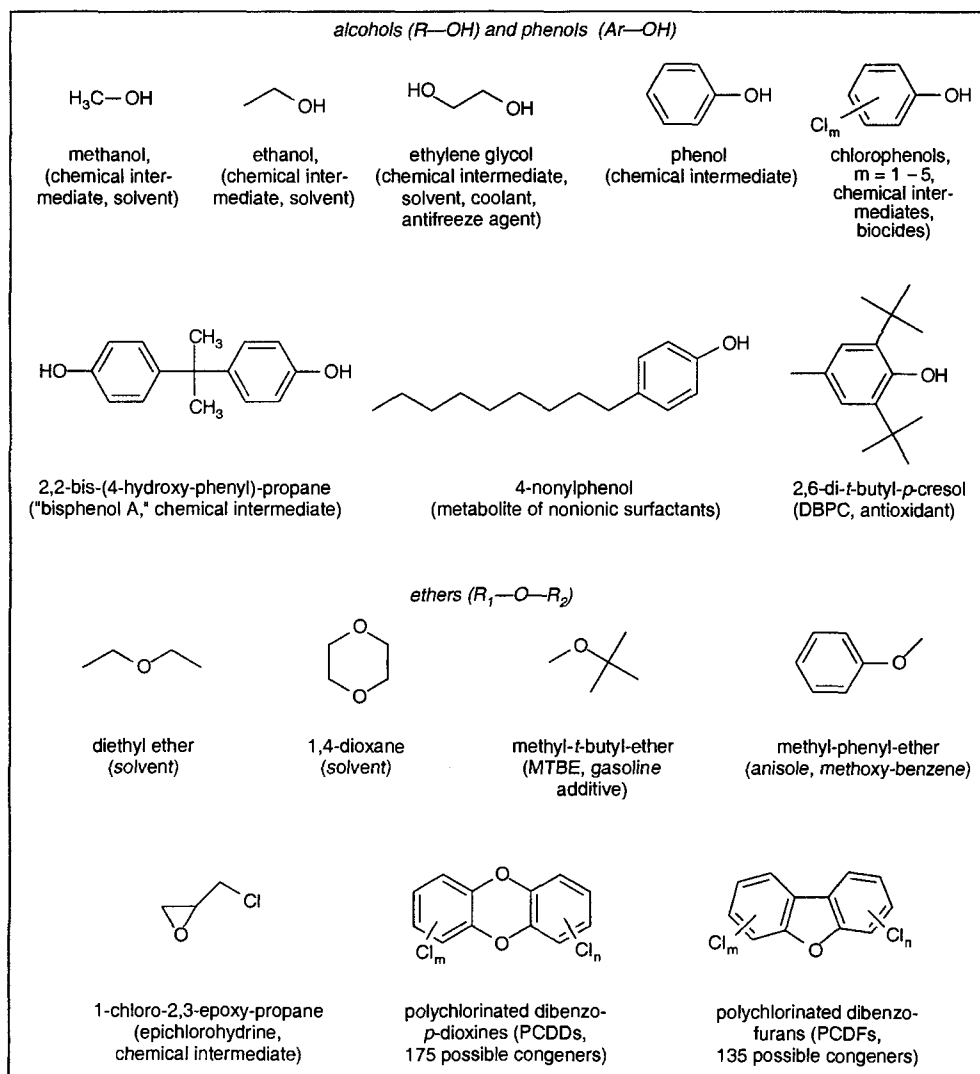 alcohols (R—OH) and phenols (Ar—OH)
H₃C—OH
OH
HO
OH
OH
Clₘ
OH
methanol,
(chemical inter-
mediate, solvent)
ethanol,
(chemical inter-
mediate, solvent)
ethylene glycol
(chemical intermediate,
solvent, coolant,
antifreeze agent)
phenol
(chemical intermediate)
chlorophenols,
m = 1 – 5,
chemical inter-
mediates,
biocides)
HO
CH₃
CH₃
OH
OH
OH
2,2-bis-(4-hydroxy-phenyl)-propane
("bisphenol A," chemical intermediate)
4-nonylphenol
(metabolite of nonionic surfactants)
2,6-di-t-butyl-p-cresol
(DBPC, antioxidant)
ethers (R₁—O—R₂)
O
O
O
O
O
diethyl ether
(solvent)
1,4-dioxane
(solvent)
methyl-t-butyl-ether
(MTBE, gasoline
additive)
methyl-phenyl-ether
(anisole, methoxy-benzene)
O
Cl
O
O
Clₘ
Clₙ
O
Clₘ
Clₙ
1-chloro-2,3-epoxy-propane
(epichlorohydrine,
chemical intermediate)
polychlorinated dibenzo-
p-dioxines (PCDDs,
175 possible congeners)
polychlorinated dibenzo-
furans (PCDFs,
135 possible congeners)